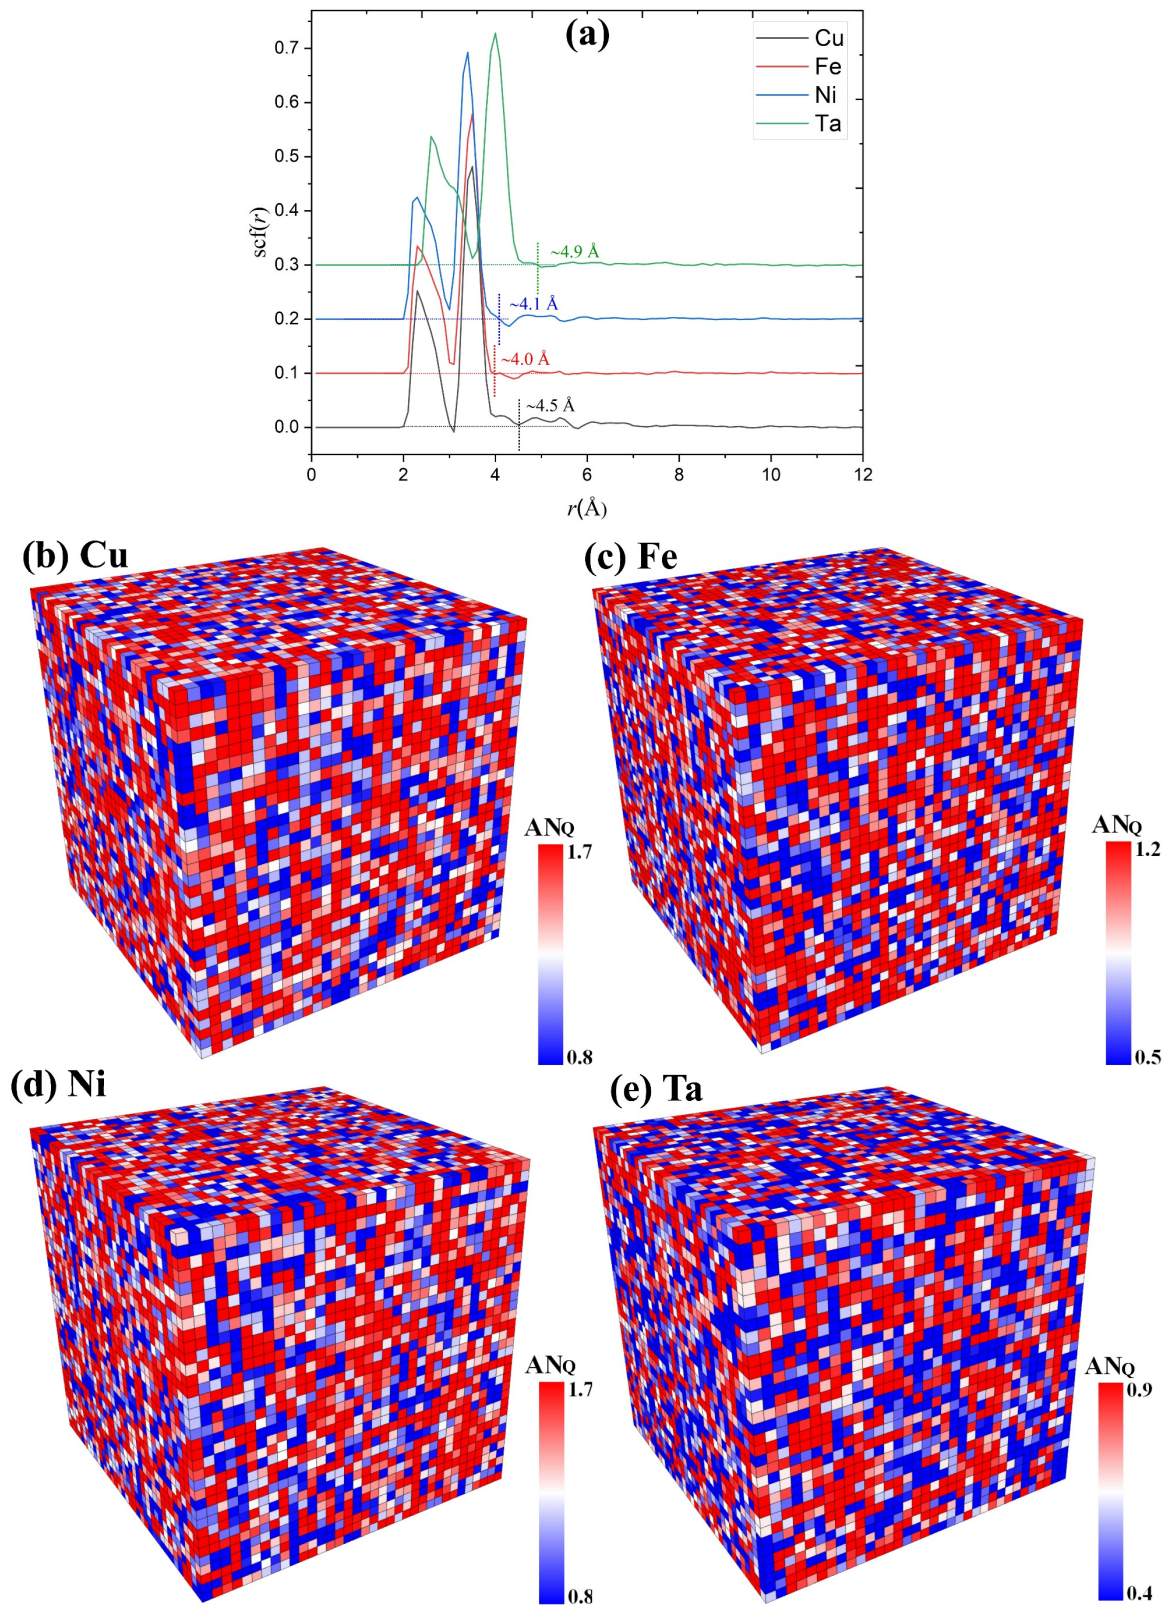 (a)
Cu
Fe
Ni
Ta
0.7
0.6
0.5
0.4
0.3
0.2
0.1
0.0
scf(r)
~4.9 Å
~4.1 Å
~4.0 Å
~4.5 Å
0 2 4 6 8 10 12
r(Å)
(b) Cu
ANQ
1.7
0.8
(c) Fe
ANQ
1.2
0.5
(d) Ni
ANQ
1.7
0.8
(e) Ta
ANQ
0.9
0.4